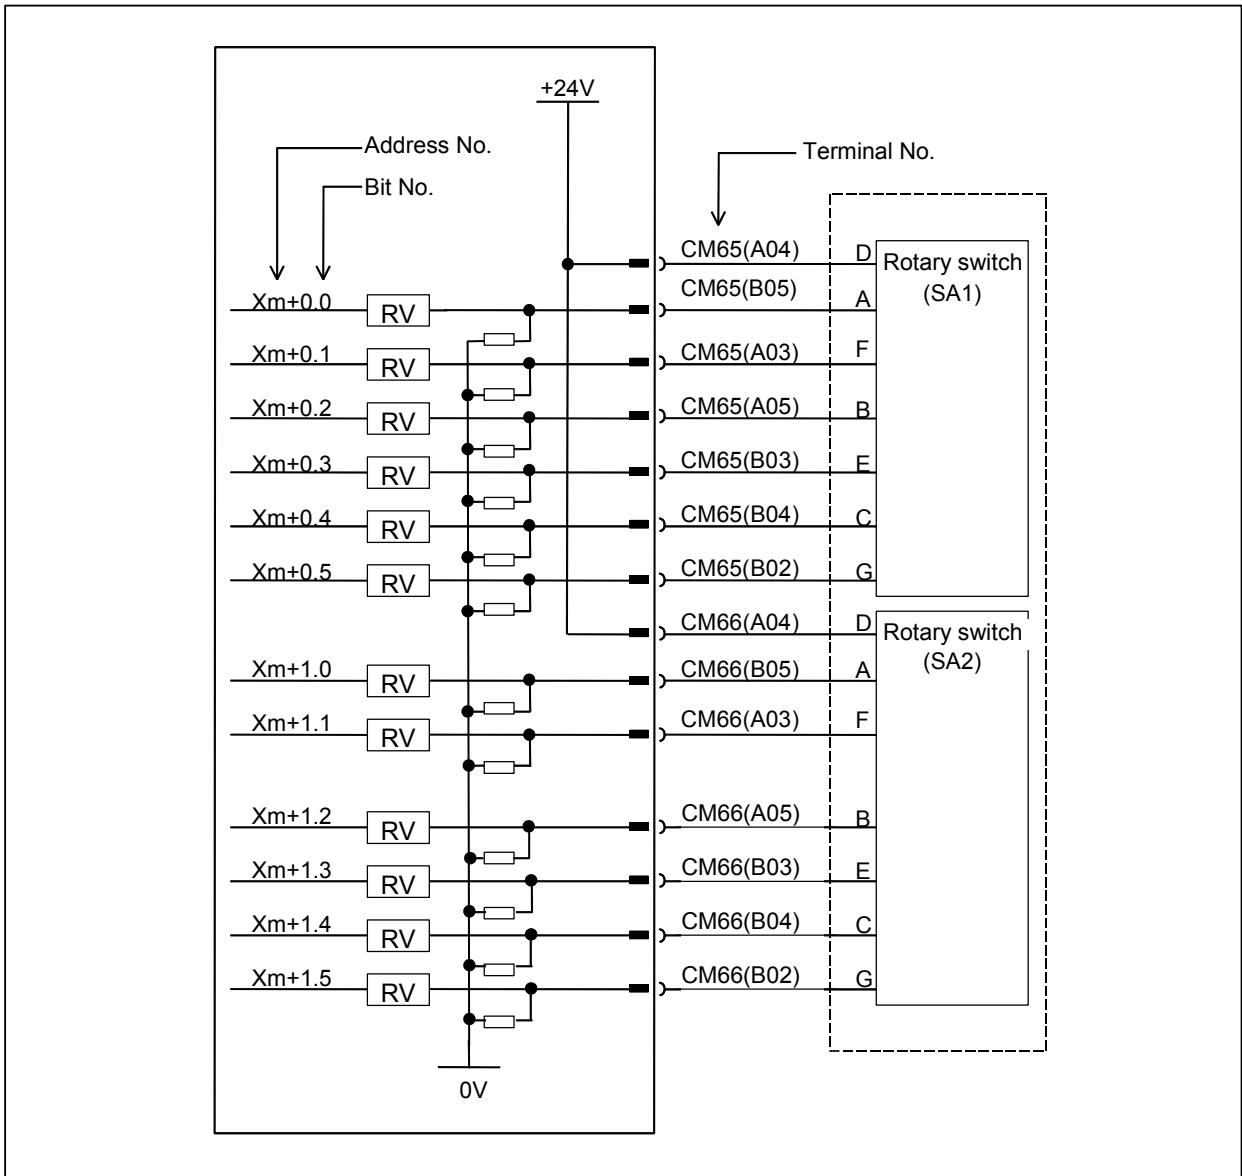 +24V
Address No.
Bit No.
Terminal No.
CM65(A04) D Rotary switch
(SA1)
Xm+0.0 RV CM65(B05) A
Xm+0.1 RV CM65(A03) F
Xm+0.2 RV CM65(A05) B
Xm+0.3 RV CM65(B03) E
Xm+0.4 RV CM65(B04) C
Xm+0.5 RV CM65(B02) G
CM66(A04) D Rotary switch
(SA2)
Xm+1.0 RV CM66(B05) A
Xm+1.1 RV CM66(A03) F
Xm+1.2 RV CM66(A05) B
Xm+1.3 RV CM66(B03) E
Xm+1.4 RV CM66(B04) C
Xm+1.5 RV CM66(B02) G
0V